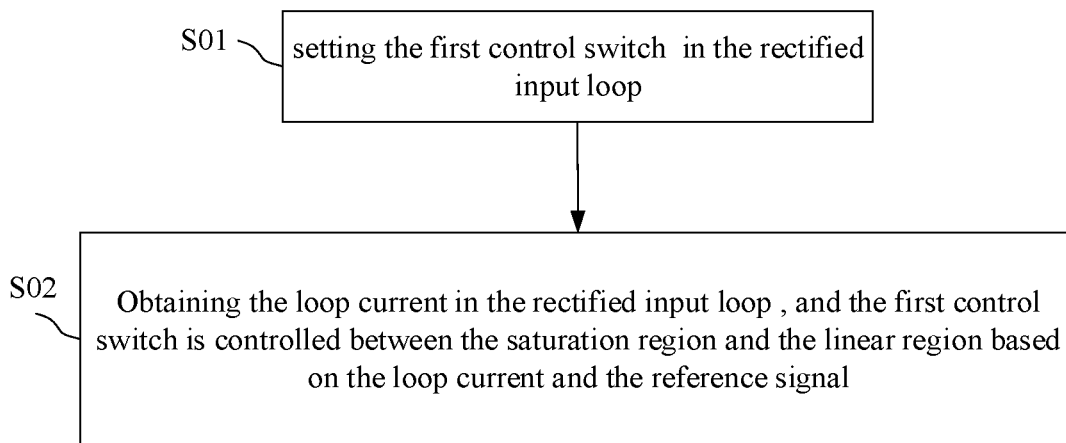 S01
setting the first control switch in the rectified
input loop
S02
Obtaining the loop current in the rectified input loop , and the first control
switch is controlled between the saturation region and the linear region based
on the loop current and the reference signal